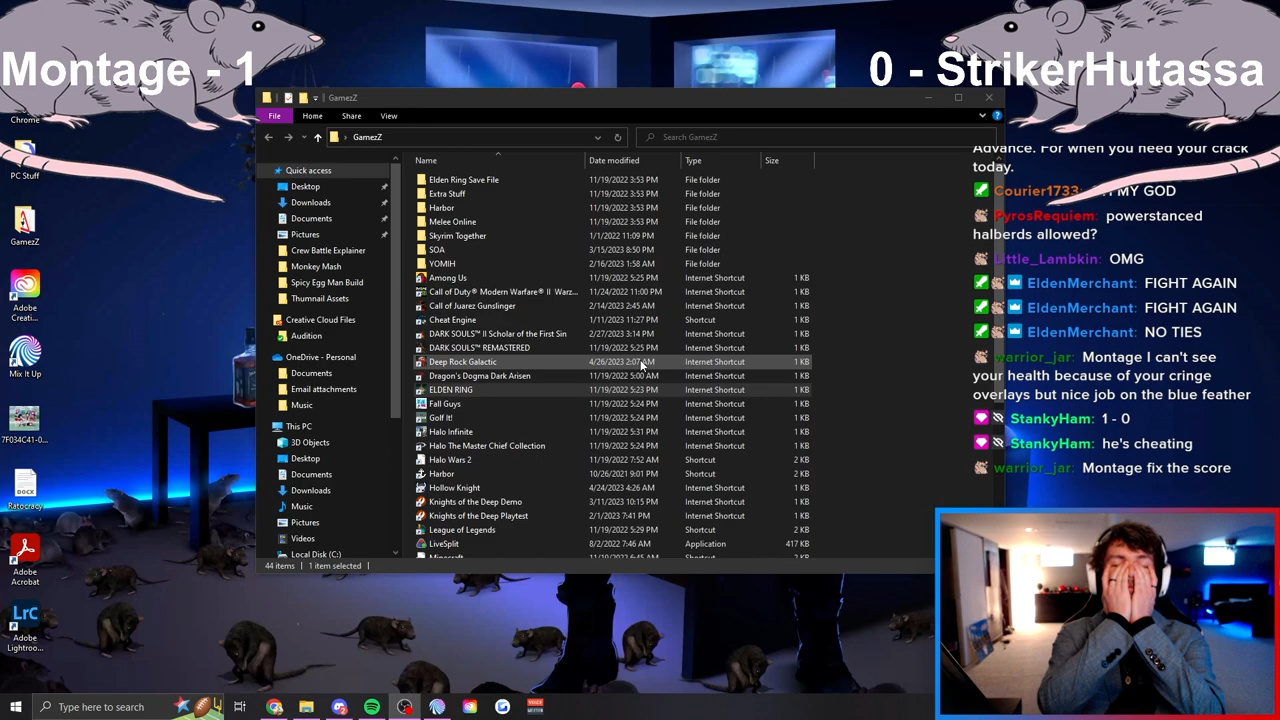 Montage - 1
0 - StrikerHutassa
GamezZ
File Home Share View
GamezZ
Search GamezZ
Name Date modified Type Size
Quick access
Desktop
Downloads
Documents
Pictures
Crew Battle Explainer
Monkey Mash
Spicy Egg Man Build
Thumnail Assets
Creative Cloud Files
Audition
OneDrive - Personal
Documents
Email attachments
Music
This PC
3D Objects
Desktop
Documents
Downloads
Music
Pictures
Videos
Local Disk (C:)
Elden Ring Save File 11/19/2022 3:53 PM File folder
Extra Stuff 11/19/2022 3:53 PM File folder
Harbor 11/19/2022 3:53 PM File folder
Melee Online 11/19/2022 3:53 PM File folder
Skyrim Together 1/1/2022 11:09 PM File folder
SOA 3/15/2023 8:50 PM File folder
YOMIH 2/16/2023 1:58 AM File folder
Among Us 11/19/2022 5:25 PM Internet Shortcut 1 KB
Call of Duty® Modern Warfare® II Warz... 11/24/2022 11:00 PM Internet Shortcut 1 KB
Call of Juarez Gunslinger 2/14/2023 2:45 AM Internet Shortcut 1 KB
Cheat Engine 1/11/2023 11:27 PM Shortcut 1 KB
DARK SOULS™ II Scholar of the First Sin 2/27/2023 3:14 PM Internet Shortcut 1 KB
DARK SOULS™ REMASTERED 11/19/2022 5:25 PM Internet Shortcut 1 KB
Deep Rock Galactic 4/26/2023 2:07 AM Internet Shortcut 1 KB
Dragon's Dogma Dark Arisen 11/19/2022 5:00 AM Internet Shortcut 1 KB
ELDEN RING 11/19/2022 5:23 PM Internet Shortcut 1 KB
Fall Guys 11/19/2022 5:24 PM Internet Shortcut 1 KB
Golf It! 11/19/2022 5:24 PM Internet Shortcut 1 KB
Halo Infinite 11/19/2022 5:31 PM Internet Shortcut 1 KB
Halo The Master Chief Collection 11/19/2022 5:24 PM Internet Shortcut 1 KB
Halo Wars 2 11/19/2022 7:52 AM Shortcut 2 KB
Harbor 10/26/2021 9:01 PM Shortcut 2 KB
Hollow Knight 4/24/2023 4:26 AM Internet Shortcut 1 KB
Knights of the Deep Demo 3/11/2023 10:15 PM Internet Shortcut 1 KB
Knights of the Deep Playtest 2/1/2023 7:41 PM Internet Shortcut 1 KB
League of Legends 11/19/2022 5:29 PM Shortcut 2 KB
LiveSplit 8/2/2022 7:46 AM Application 417 KB
44 items 1 item selected
Chrome
PC Stuff
GamezZ
Adobe
Creati...
Mix It Up
7F034C41-0...
DOCX
Ratocracy
Adobe
Acrobat
Lrc
Adobe
Lightroo...
Advance. For when you need your crack
today.
Courier1733: MY GOD
PyrosRequiem: powerstanced
halberds allowed?
Little_Lambkin: OMG
EldenMerchant: FIGHT AGAIN
EldenMerchant: FIGHT AGAIN
EldenMerchant: NO TIES
warrior_jar: Montage I can't see
your health because of your cringe
overlays but nice job on the blue feather
StankyHam: 1 - 0
StankyHam: he's cheating
warrior_jar: Montage fix the score
Type here to search